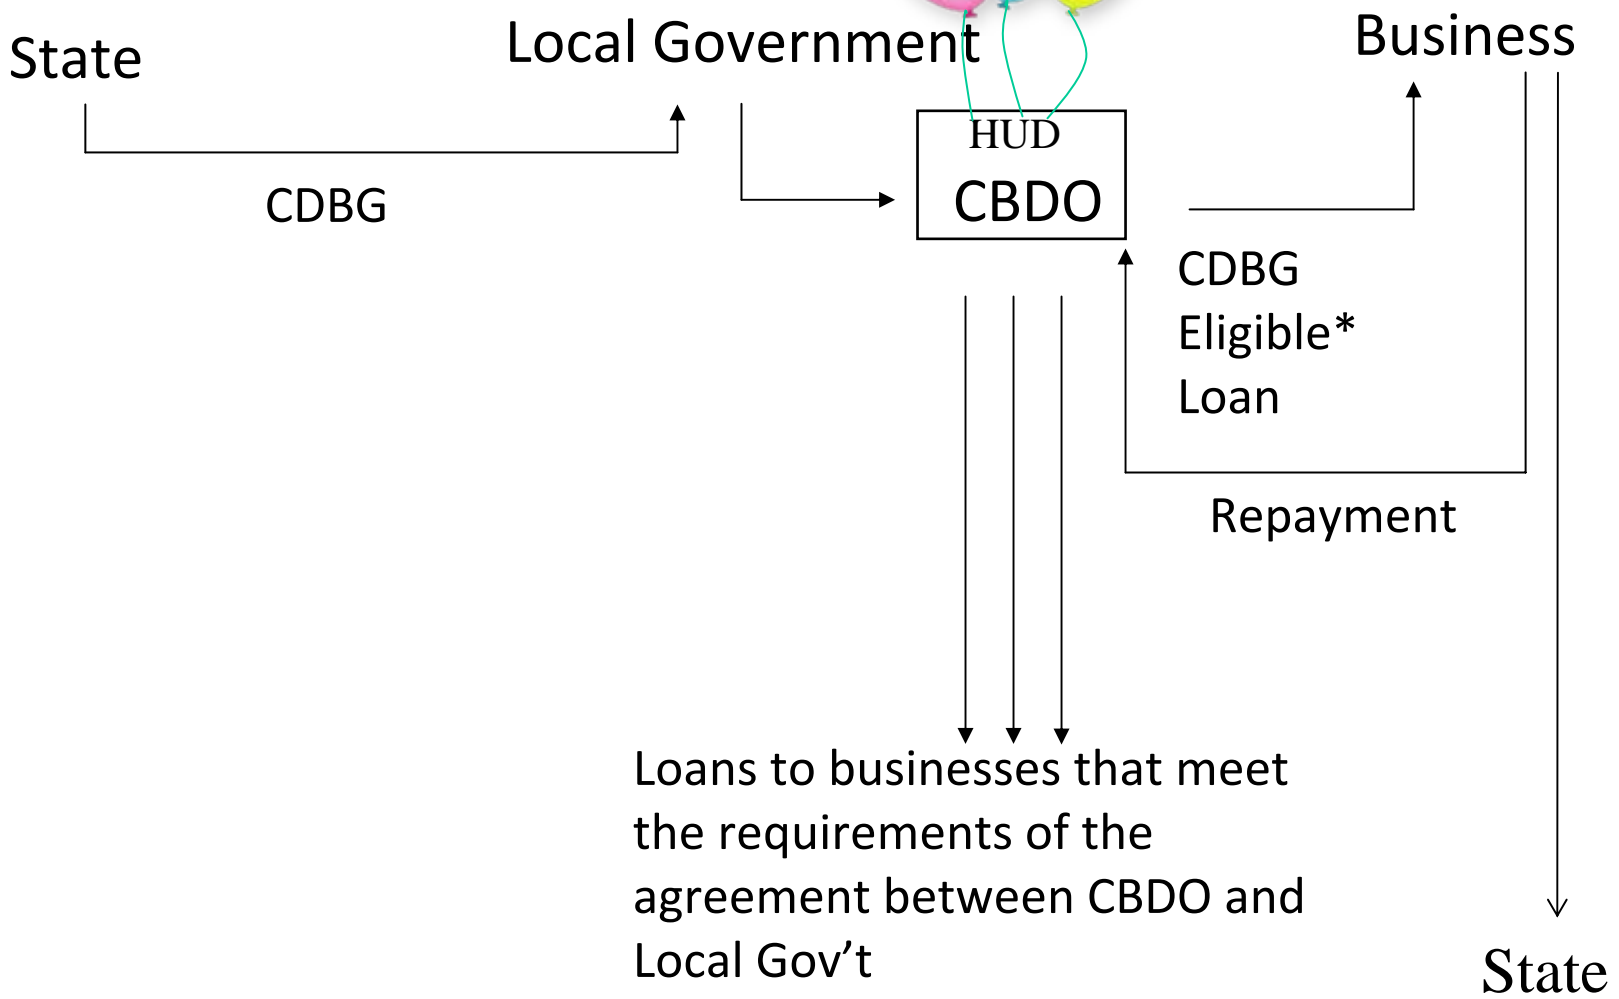 State
Local Government
Business
HUD
CBDO
CDBG
CDBG
Eligible*
Loan
Repayment
Loans to businesses that meet
the requirements of the
agreement between CBDO and
Local Gov’t
State